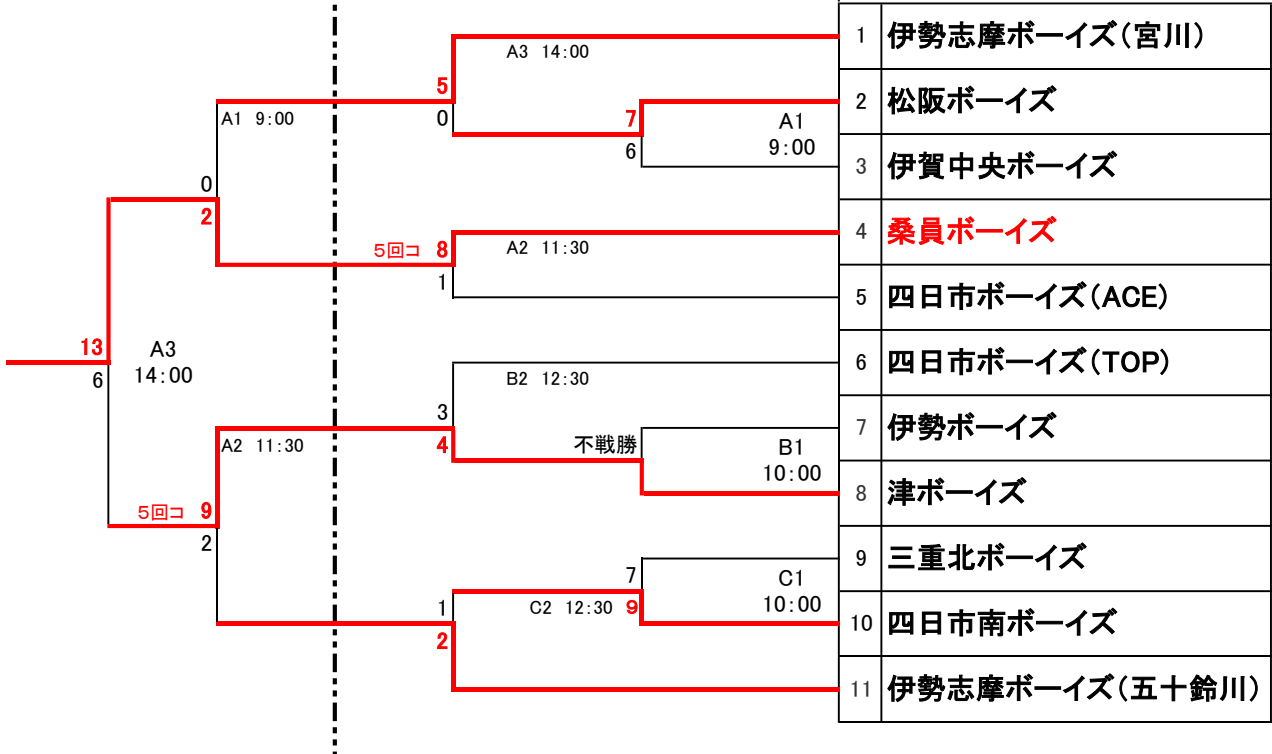 1 伊勢志摩ボーイズ(宮川)
A3 14:00
5
2 松阪ボーイズ
A1 9:00
0
7
A1
9:00
6
3 伊賀中央ボーイズ
0
2
4 桑員ボーイズ
5回コ 8
A2 11:30
1
5 四日市ボーイズ(ACE)
13
A3
14:00
6
6 四日市ボーイズ(TOP)
B2 12:30
3
7 伊勢ボーイズ
A2 11:30
4
不戦勝
B1
10:00
8 津ボーイズ
5回コ 9
2
9 三重北ボーイズ
7
C1
10:00
1
C2 12:30 9
10 四日市南ボーイズ
2
11 伊勢志摩ボーイズ(五十鈴川)